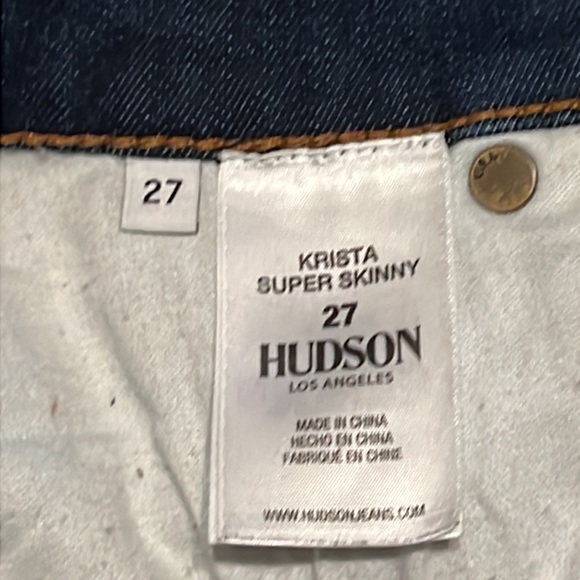 27
KRISTA
SUPER SKINNY
27
HUDSON
LOS ANGELES
MADE IN CHINA
HECHO EN CHINA
FABRIQUÉ EN CHINE
WWW.HUDSONJEANS.COM